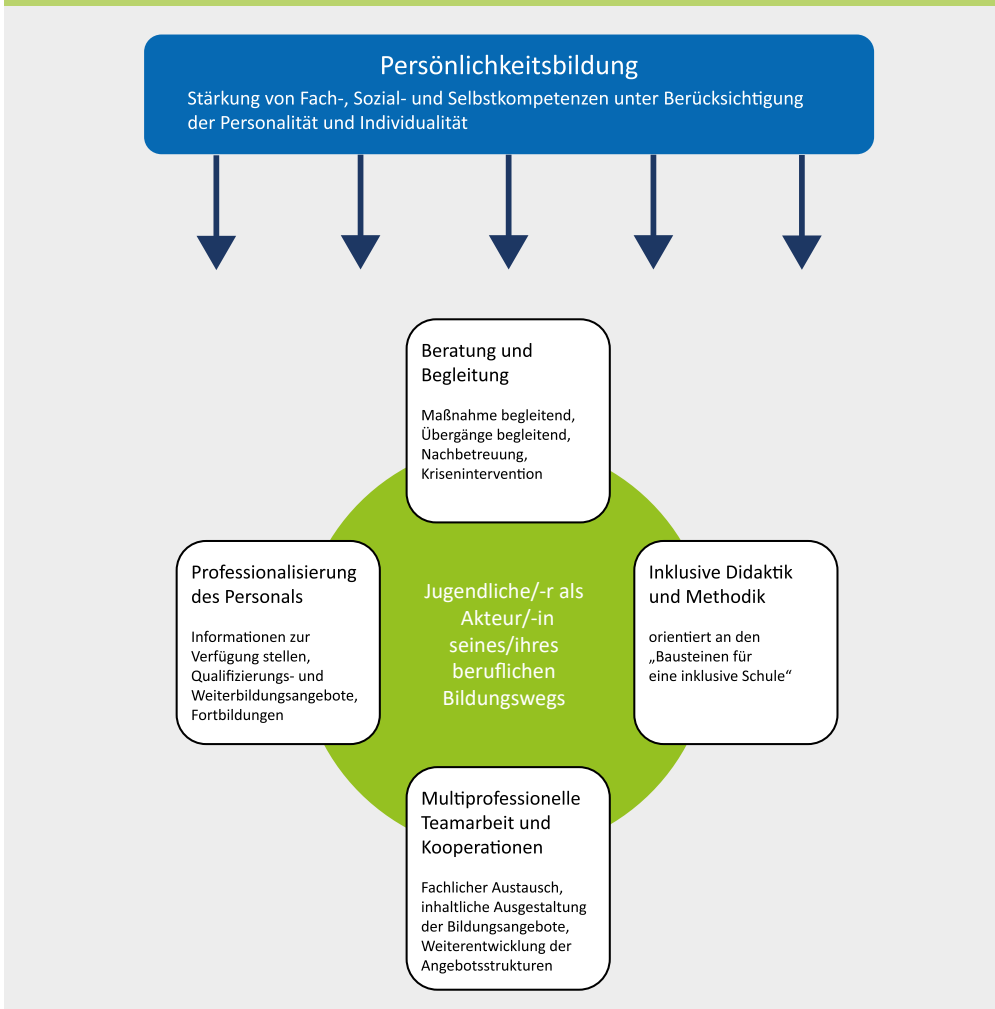 Persönlichkeitsbildung
Stärkung von Fach-, Sozial- und Selbstkompetenzen unter Berücksichtigung
der Personalität und Individualität
Beratung und
Begleitung
Maßnahme begleitend,
Übergänge begleitend,
Nachbetreuung,
Krisenintervention
Professionalisierung
des Personals
Informationen zur
Verfügung stellen,
Qualifizierungs- und
Weiterbildungsangebote,
Fortbildungen
Jugendliche/-r als
Akteur/-in
seines/ihres
beruflichen
Bildungswegs
Inklusive Didaktik
und Methodik
orientiert an den
„Bausteinen für
eine inklusive Schule“
Multiprofessionelle
Teamarbeit und
Kooperationen
Fachlicher Austausch,
inhaltliche Ausgestaltung
der Bildungsangebote,
Weiterentwicklung der
Angebotsstrukturen